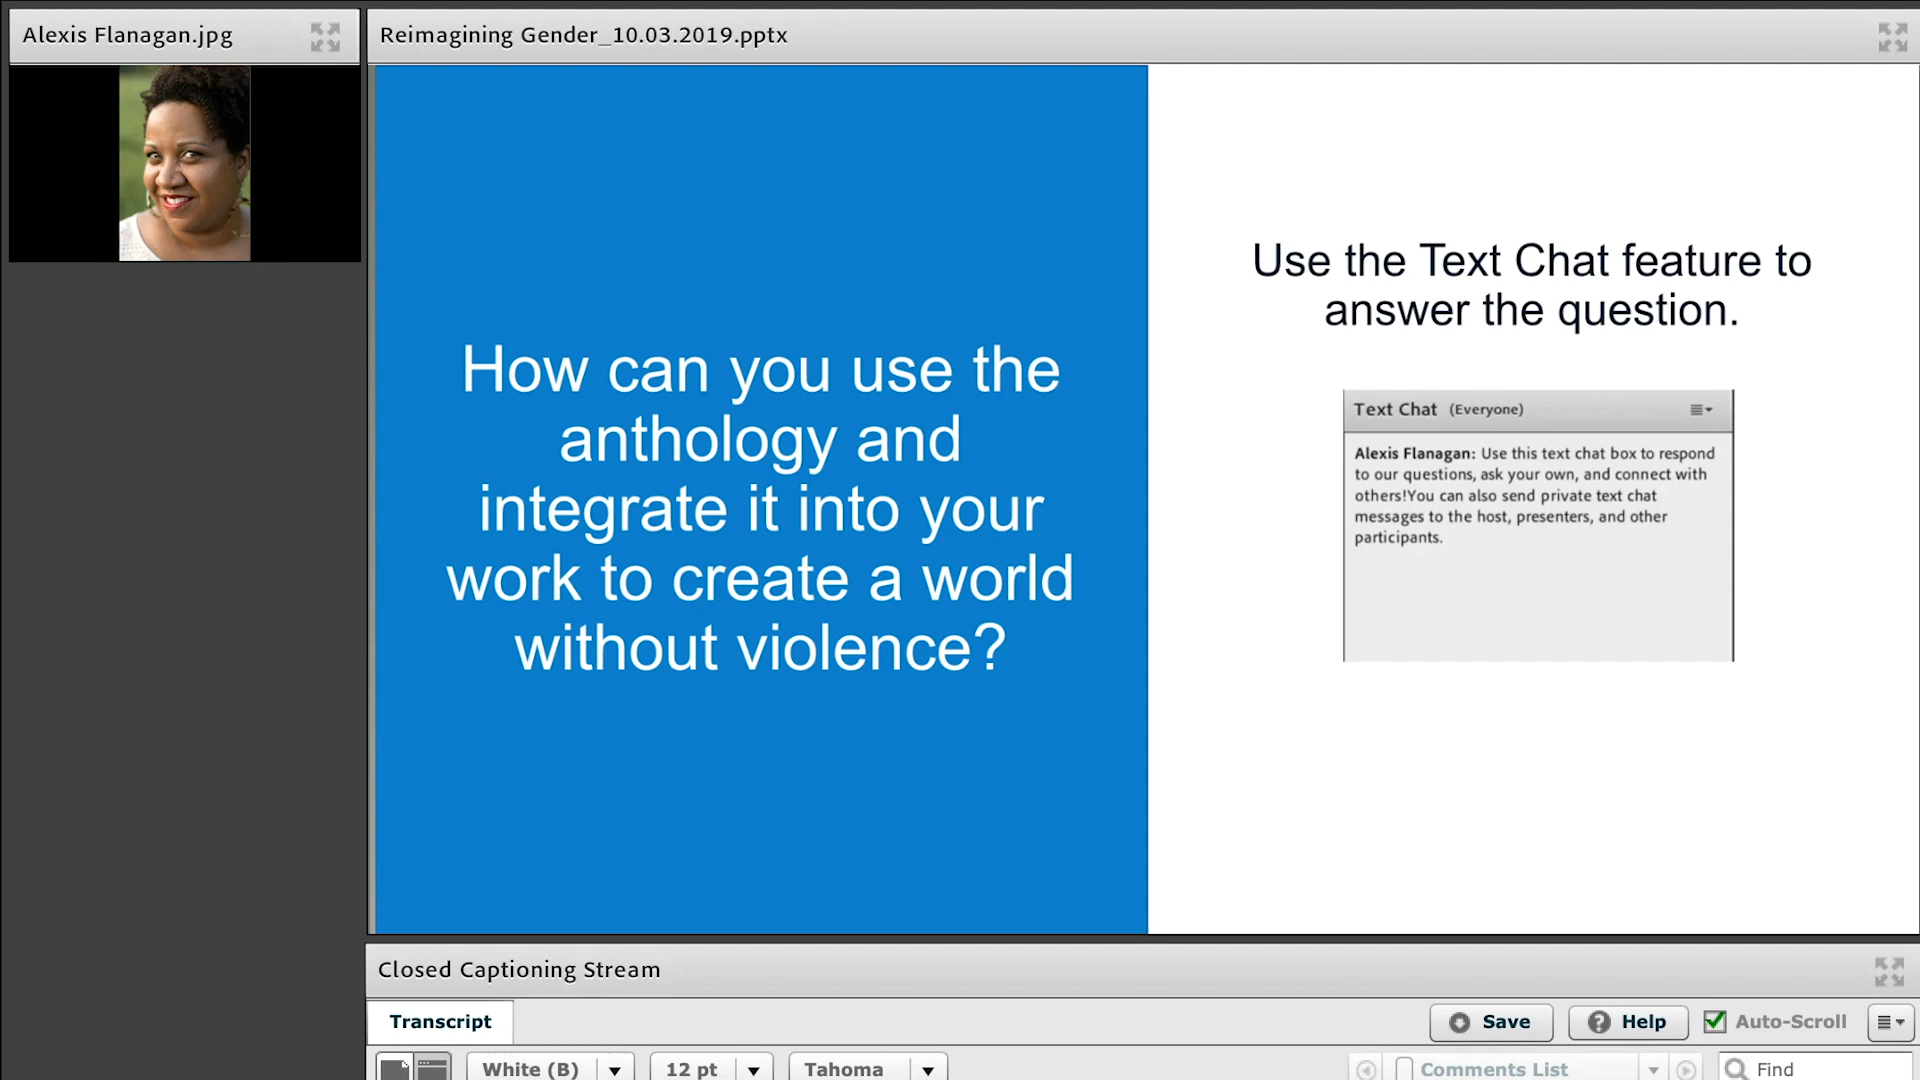 Alexis Flanagan.jpg
Reimagining Gender_10.03.2019.pptx
How can you use the
anthology and
integrate it into your
work to create a world
without violence?
Use the Text Chat feature to
answer the question.
Text Chat (Everyone)
Alexis Flanagan: Use this text chat box to respond
to our questions, ask your own, and connect with
others!You can also send private text chat
messages to the host, presenters, and other
participants.
Closed Captioning Stream
Transcript
Save
Help
Auto-Scroll
White (B)
12 pt
Tahoma
Comments List
Find